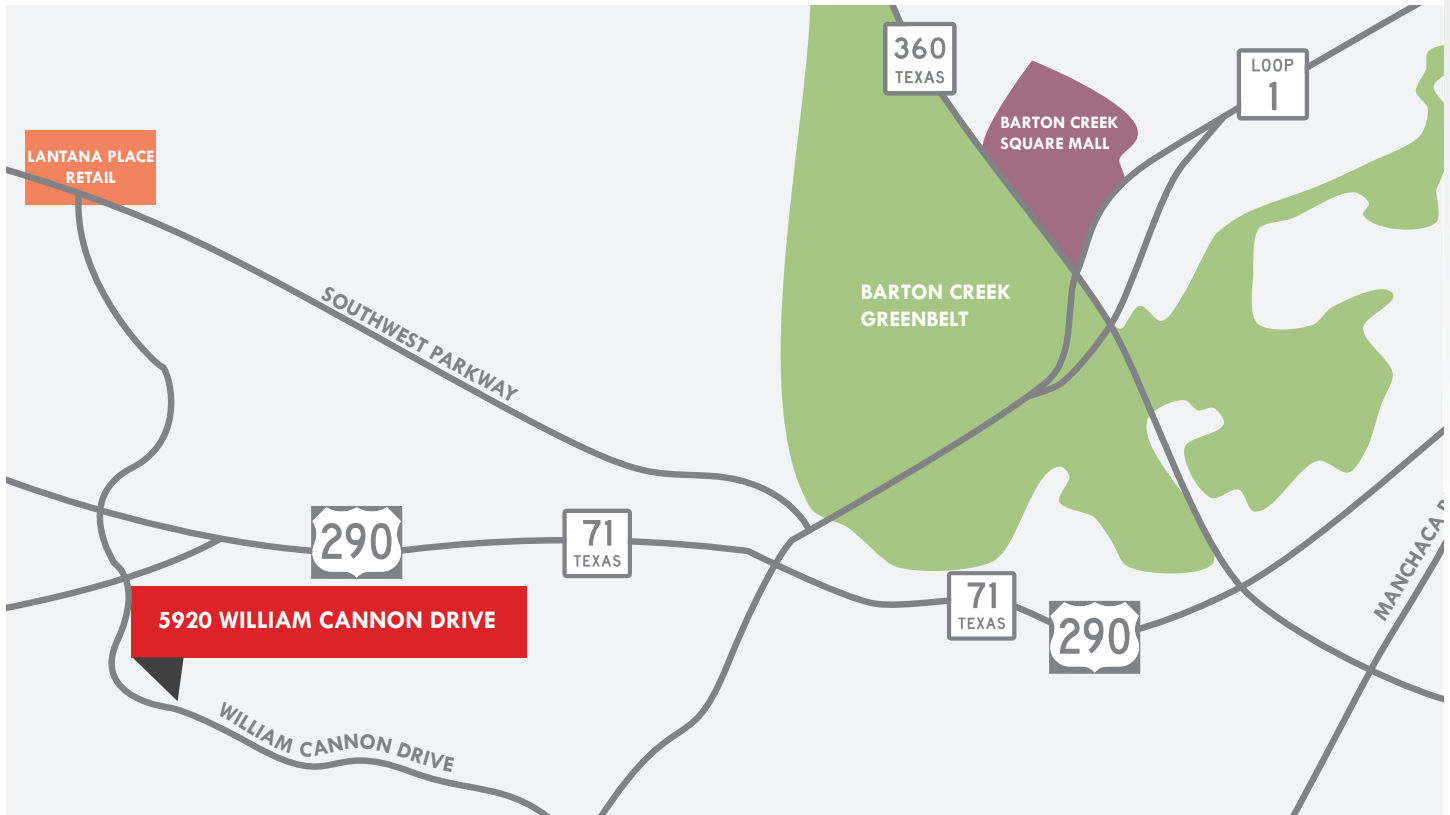 360
TEXAS
LOOP
1
BARTON CREEK
SQUARE MALL
LANTANA PLACE
RETAIL
BARTON CREEK
GREENBELT
SOUTHWEST PARKWAY
290
71
TEXAS
MANCHACA
71
TEXAS
5920 WILLIAM CANNON DRIVE
290
WILLIAM CANNON DRIVE